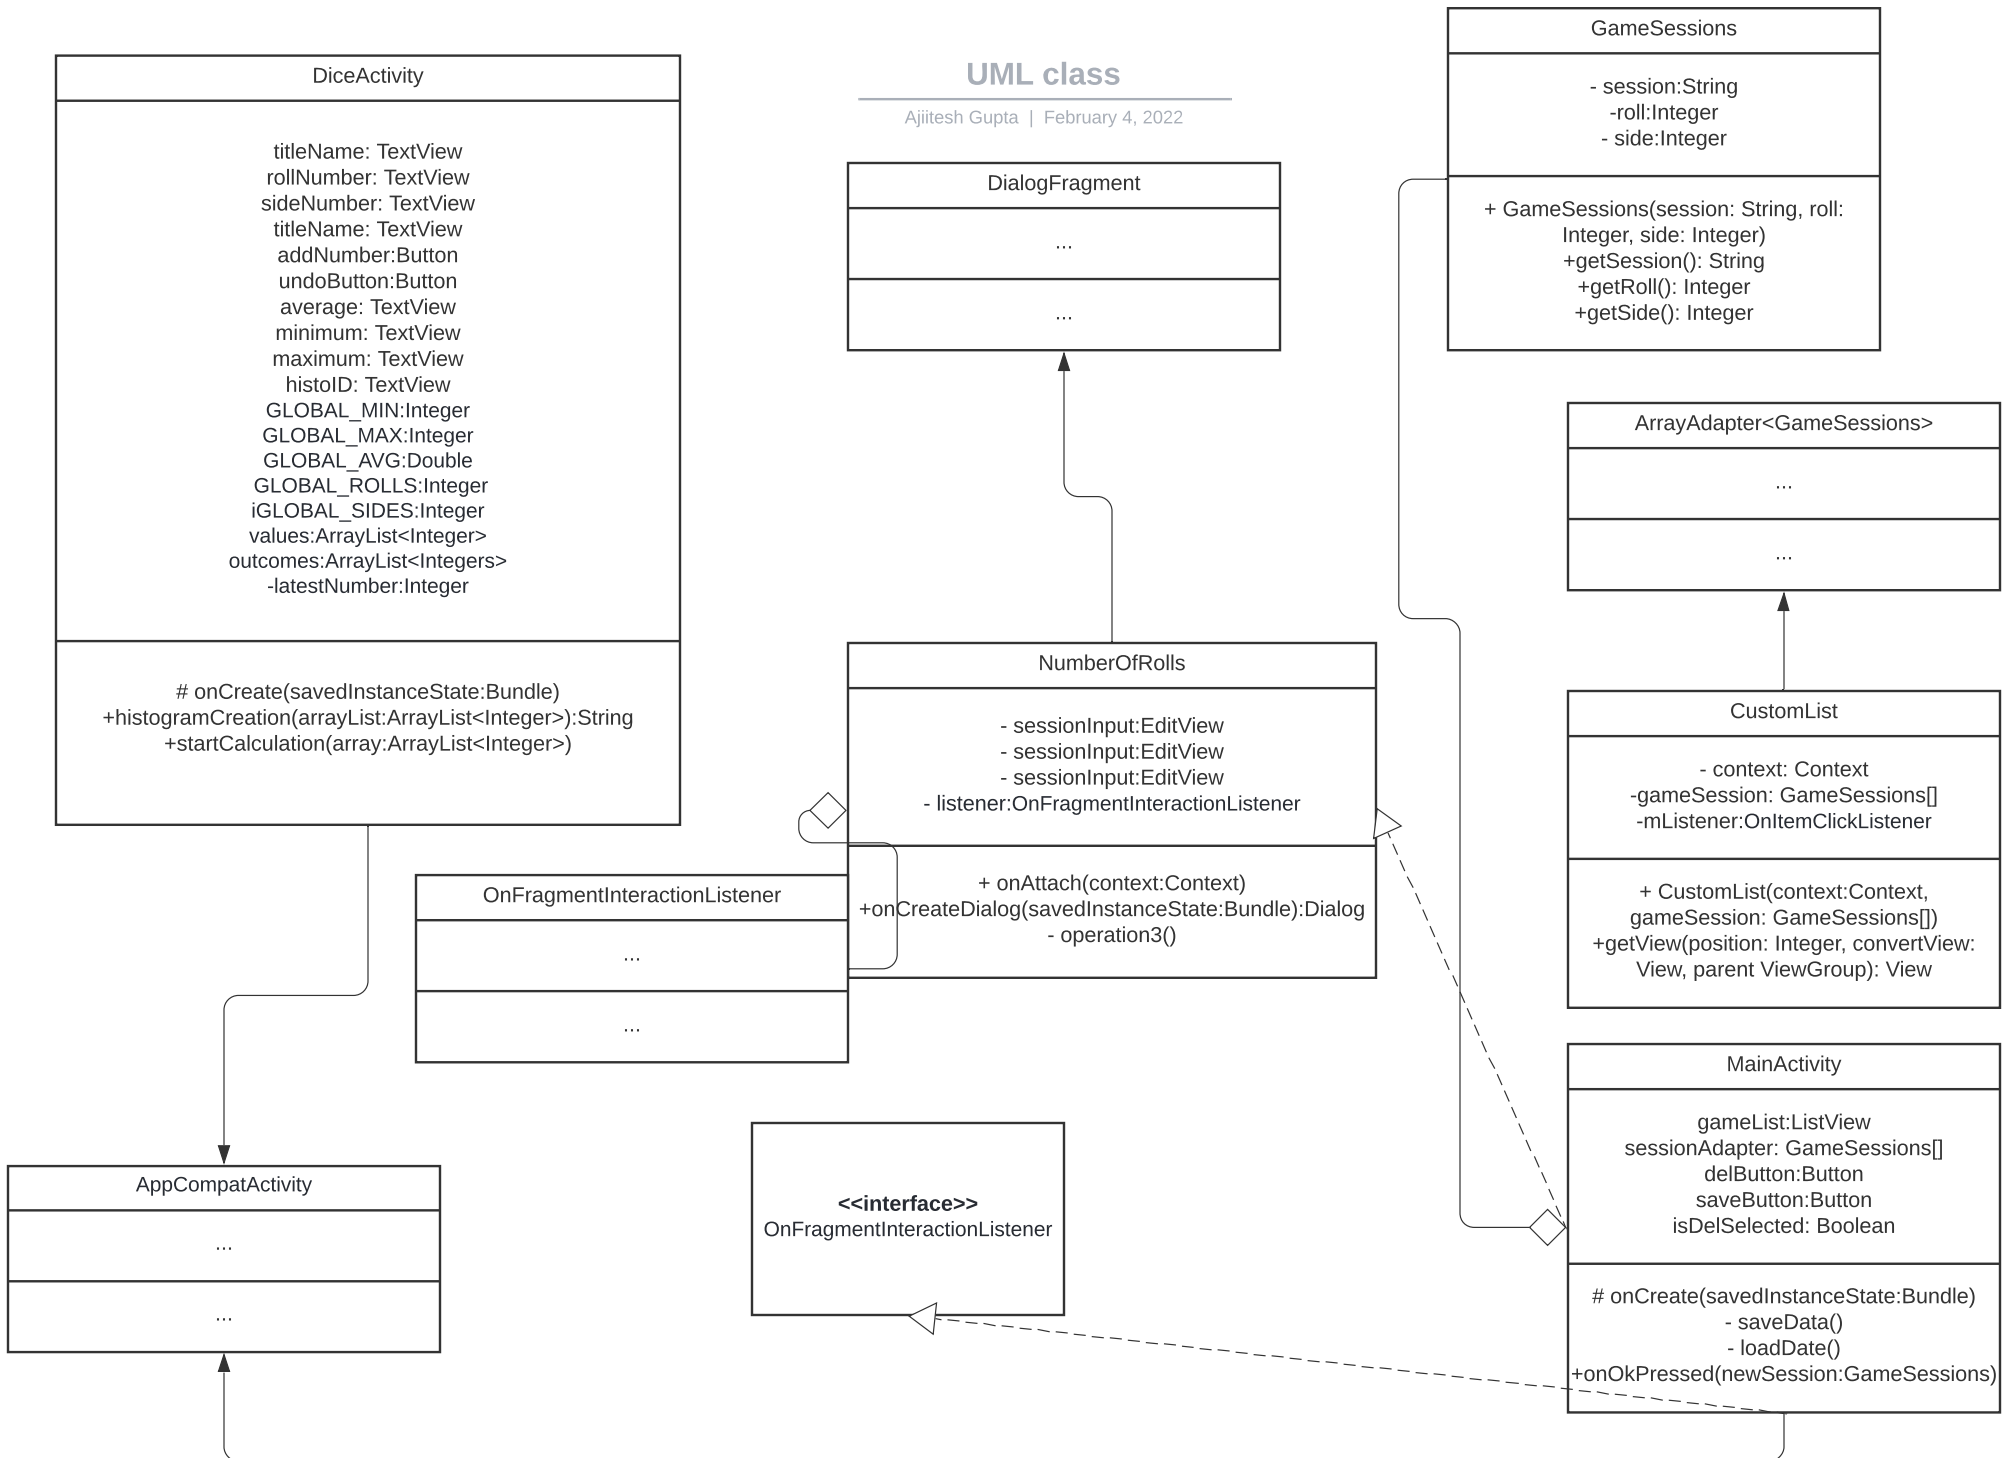 UML class
Ajiitesh Gupta | February 4, 2022
DiceActivity
titleName: TextView
rollNumber: TextView
sideNumber: TextView
titleName: TextView
addNumber:Button
undoButton:Button
average: TextView
minimum: TextView
maximum: TextView
histoID: TextView
GLOBAL_MIN:Integer
GLOBAL_MAX:Integer
GLOBAL_AVG:Double
GLOBAL_ROLLS:Integer
iGLOBAL_SIDES:Integer
values:ArrayList<Integer>
outcomes:ArrayList<Integers>
-latestNumber:Integer
# onCreate(savedInstanceState:Bundle)
+histogramCreation(arrayList:ArrayList<Integer>):String
+startCalculation(array:ArrayList<Integer>)
DialogFragment
...
...
GameSessions
- session:String
-roll:Integer
- side:Integer
+ GameSessions(session: String, roll:
Integer, side: Integer)
+getSession(): String
+getRoll(): Integer
+getSide(): Integer
ArrayAdapter<GameSessions>
...
...
NumberOfRolls
- sessionInput:EditView
- sessionInput:EditView
- sessionInput:EditView
- listener:OnFragmentInteractionListener
+ onAttach(context:Context)
+onCreateDialog(savedInstanceState:Bundle):Dialog
- operation3()
CustomList
- context: Context
-gameSession: GameSessions[]
-mListener:OnItemClickListener
+ CustomList(context:Context,
gameSession: GameSessions[])
+getView(position: Integer, convertView:
View, parent ViewGroup): View
OnFragmentInteractionListener
...
...
MainActivity
gameList:ListView
sessionAdapter: GameSessions[]
delButton:Button
saveButton:Button
isDelSelected: Boolean
# onCreate(savedInstanceState:Bundle)
- saveData()
- loadDate()
+onOkPressed(newSession:GameSessions)
<<interface>>
OnFragmentInteractionListener
AppCompatActivity
...
...